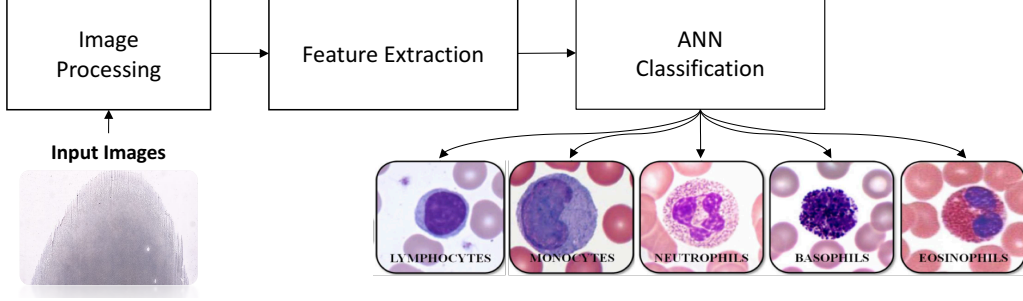 Image
Processing
Feature Extraction
ANN
Classification
Input Images
LYMPHOCYTES
MONOCYTES
NEUTROPHILS
BASOPHILS
EOSINOPHILS